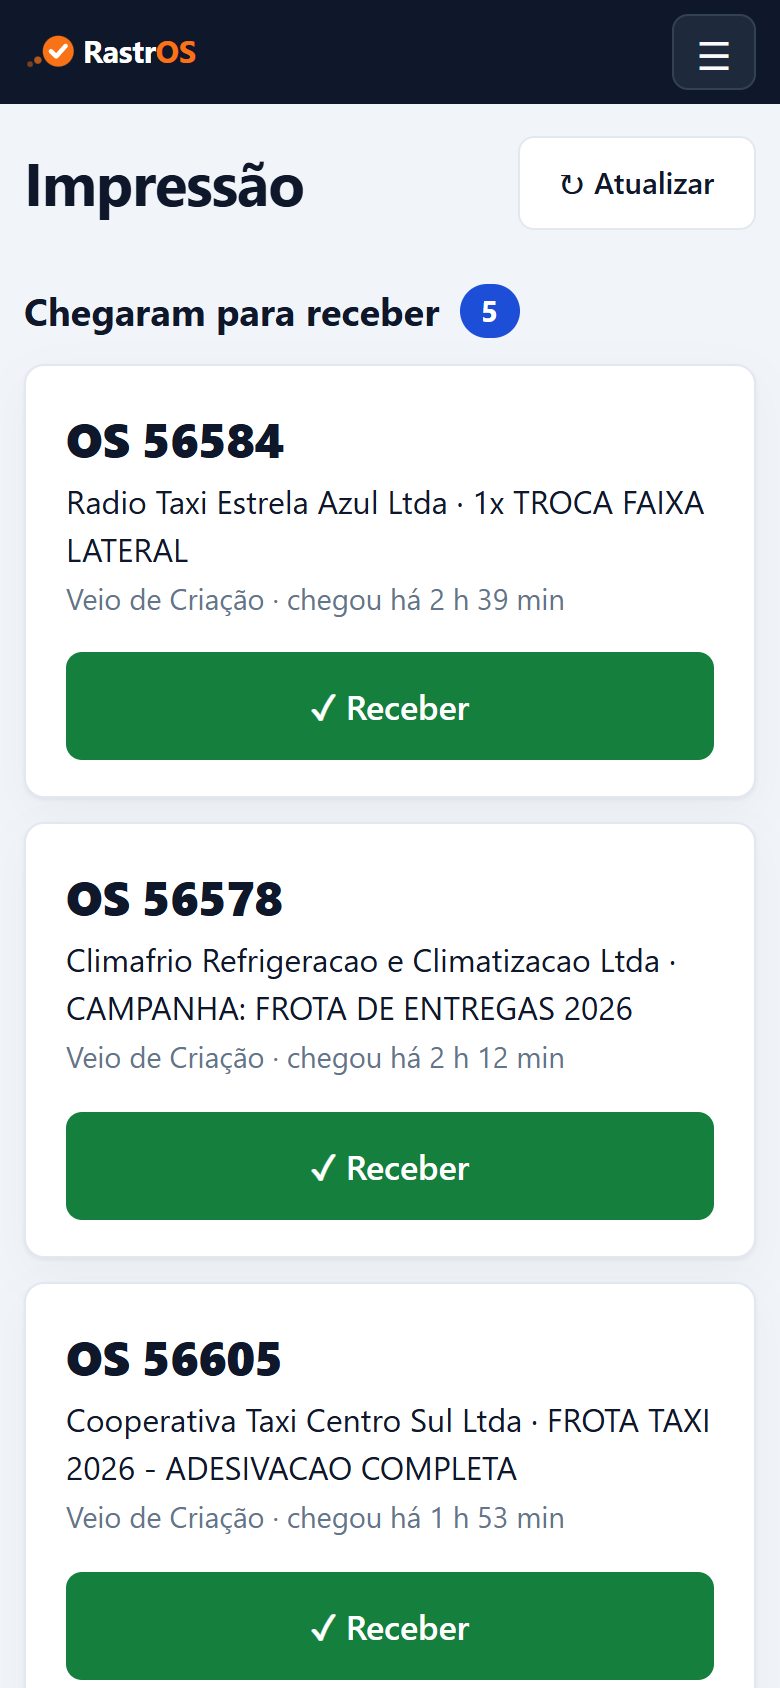 RastrOS
☰
Impressão
↻ Atualizar
Chegaram para receber 5
OS 56584
Radio Taxi Estrela Azul Ltda · 1x TROCA FAIXA
LATERAL
Veio de Criação · chegou há 2 h 39 min
✓ Receber
OS 56578
Climafrio Refrigeracao e Climatizacao Ltda ·
CAMPANHA: FROTA DE ENTREGAS 2026
Veio de Criação · chegou há 2 h 12 min
✓ Receber
OS 56605
Cooperativa Taxi Centro Sul Ltda · FROTA TAXI
2026 - ADESIVACAO COMPLETA
Veio de Criação · chegou há 1 h 53 min
✓ Receber